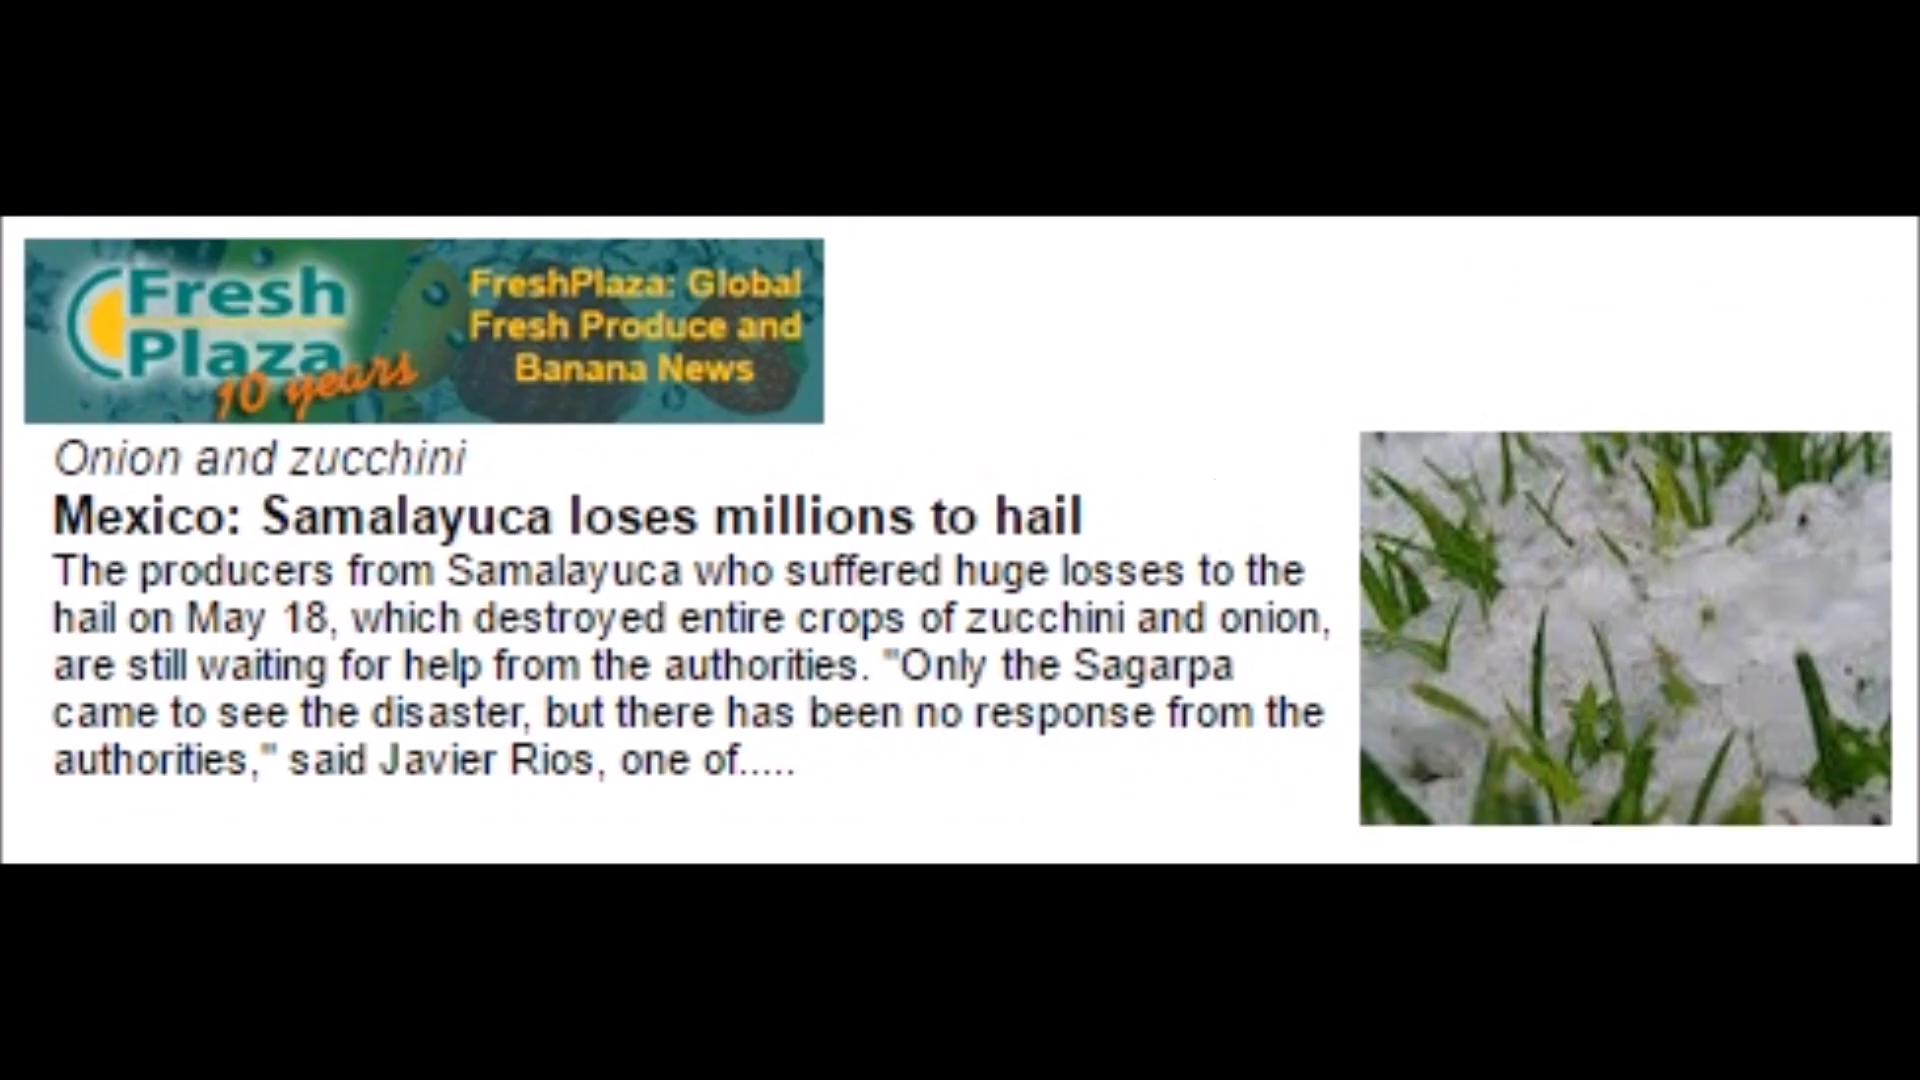 Fresh
Plaza
10 years
FreshPlaza: Global
Fresh Produce and
Banana News
Onion and zucchini
Mexico: Samalayuca loses millions to hail
The producers from Samalayuca who suffered huge losses to the
hail on May 18, which destroyed entire crops of zucchini and onion,
are still waiting for help from the authorities. "Only the Sagarpa
came to see the disaster, but there has been no response from the
authorities," said Javier Rios, one of.....